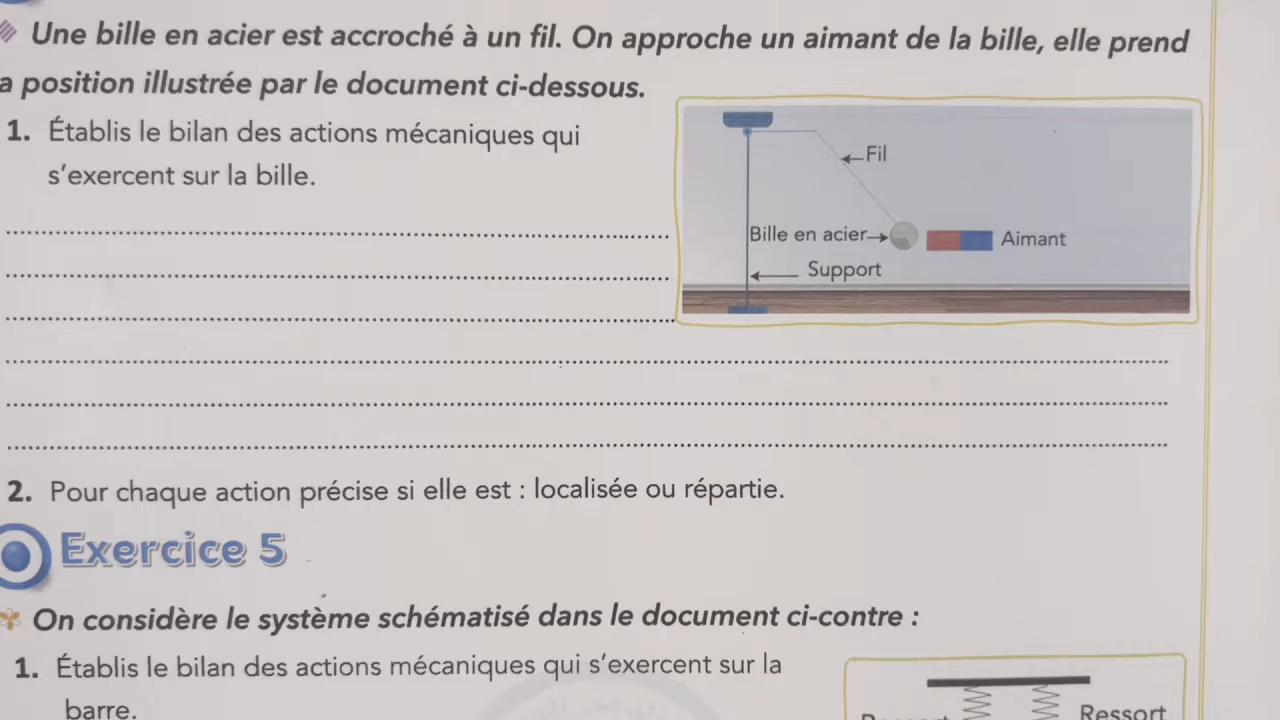 Une bille en acier est accroché à un fil. On approche un aimant de la bille, elle prend
a position illustrée par le document ci-dessous.
1. Établis le bilan des actions mécaniques qui
s'exercent sur la bille.
Fil
Bille en acier
Aimant
Support
2. Pour chaque action précise si elle est : localisée ou répartie.
Exercice 5
On considère le système schématisé dans le document ci-contre :
1. Établis le bilan des actions mécaniques qui s'exercent sur la
barre.
Ressort